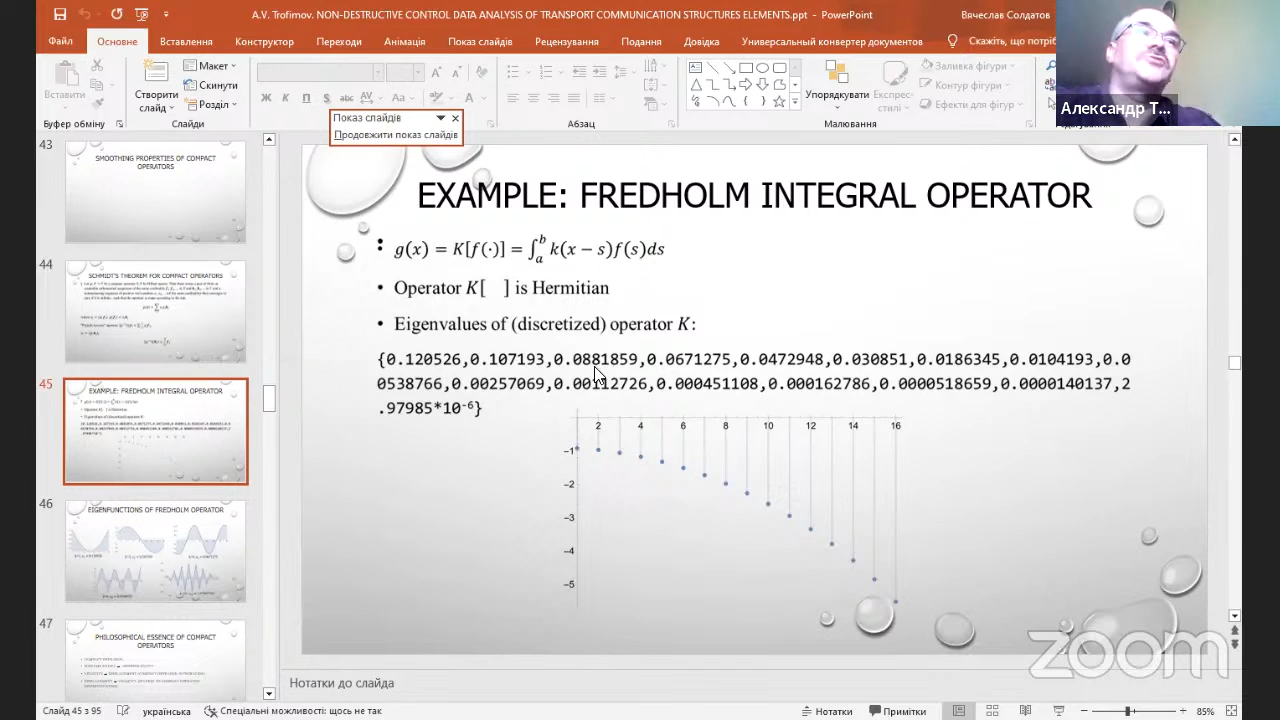 A.V. Trofimov. NON-DESTRUCTIVE CONTROL DATA ANALYSIS OF TRANSPORT COMMUNICATION STRUCTURES ELEMENTS.ppt - PowerPoint
Вячеслав Солдатов
Файл Основне Вставлення Конструктор Переходи Анімація Показ слайдів Рецензування Подання Довідка Универсальный конвертер документов Скажіть, що потріб
Вставити
Створити слайд
Макет
Скинути
Розділ
Слайди
Абзац
Упорядкувати
Експрес-стилі
Заливка фігури
Контур фігури
Ефекти для фігур
Малювання
Александр Т...
Показ слайдів
Продовжити показ слайдів
43
SMOOTHING PROPERTIES OF COMPACT
OPERATORS
44
SCHMIDT'S THEOREM FOR COMPACT OPERATORS
45
EXAMPLE: FREDHOLM INTEGRAL OPERATOR
46
EIGENFUNCTIONS OF FREDHOLM OPERATOR
47
PHILOSOPHICAL ESSENCE OF COMPACT
OPERATORS
EXAMPLE: FREDHOLM INTEGRAL OPERATOR
g(x) = K[f(·)] = ∫ₐᵇ k(x − s)f(s)ds
• Operator K[ ] is Hermitian
• Eigenvalues of (discretized) operator K:
{0.120526,0.107193,0.0881859,0.0671275,0.0472948,0.030851,0.0186345,0.0104193,0.0
0538766,0.00257069,0.00112726,0.000451108,0.000162786,0.0000518659,0.0000140137,2
.97985*10⁻⁶}
2 4 6 8 10 12 14 16
−1
−2
−3
−4
−5
zoom
Нотатки до слайда
Слайд 45 з 95 українська Спеціальні можливості: щось не так Нотатки Примітки 85%